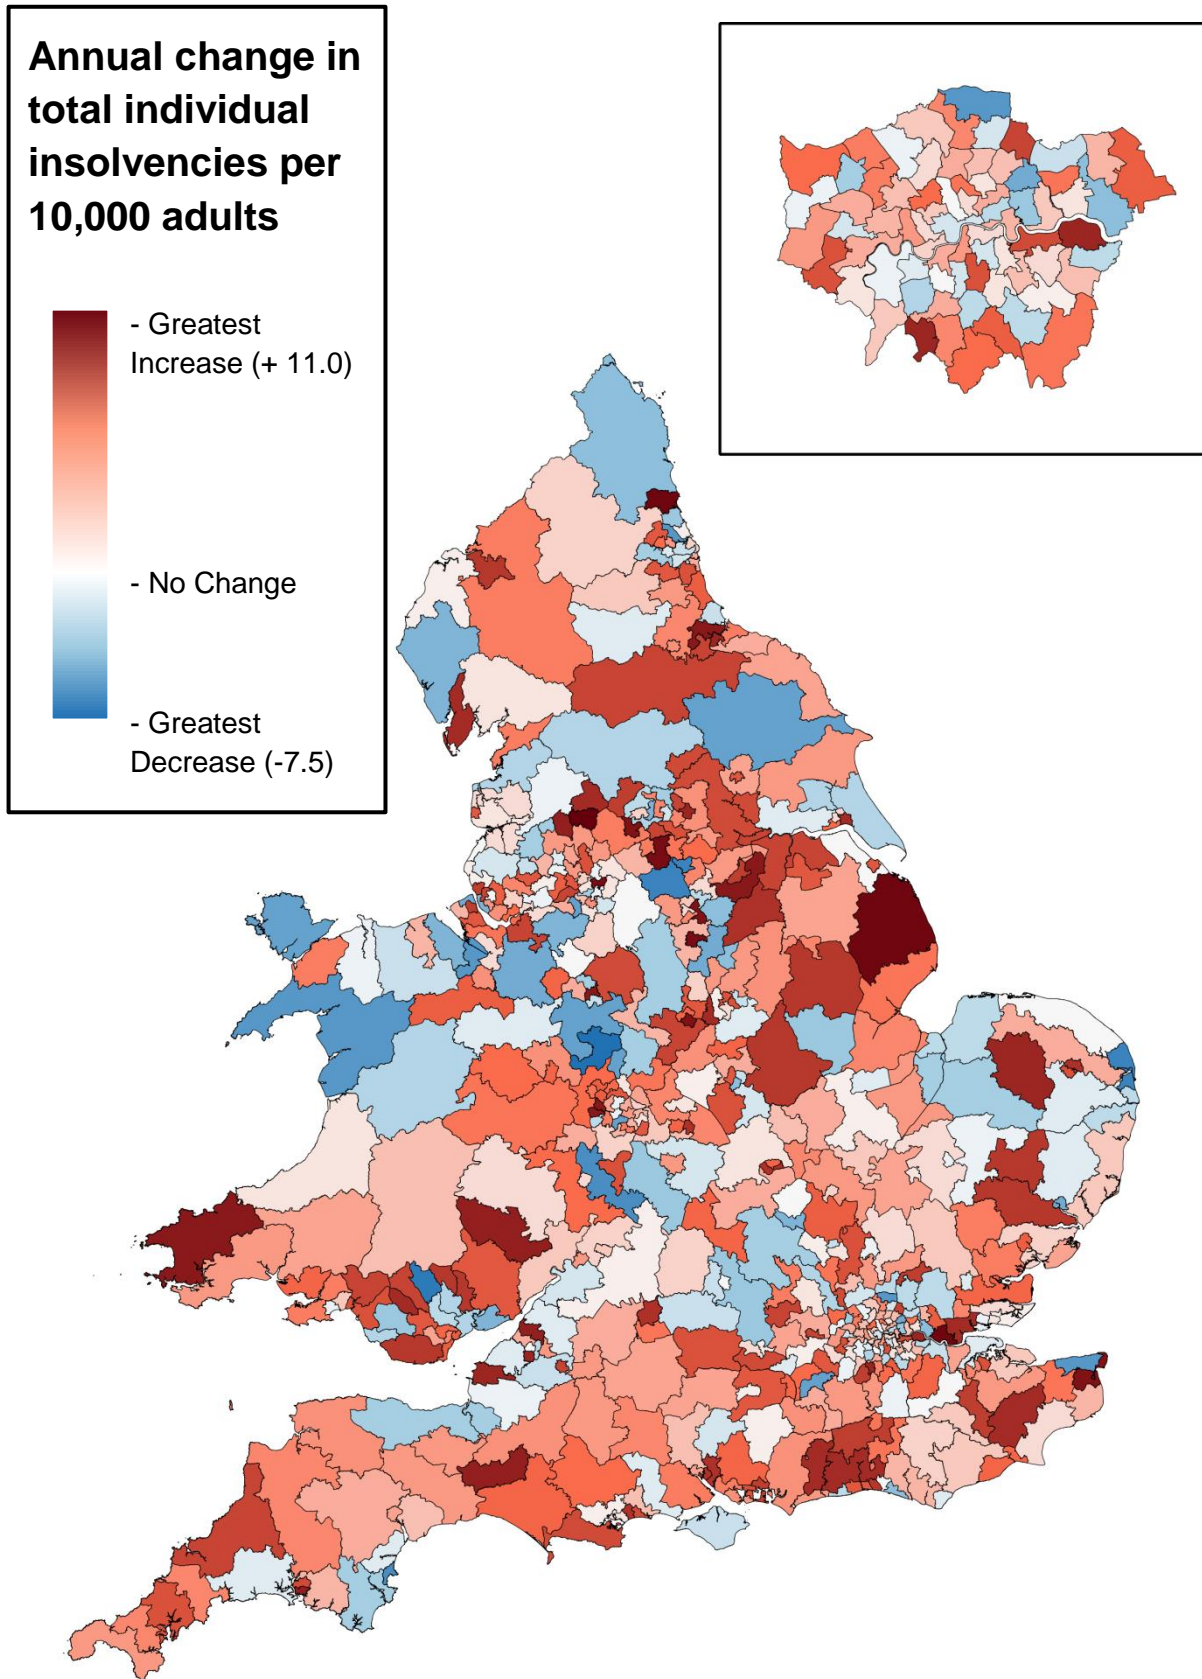 Annual change in
total individual
insolvencies per
10,000 adults
- Greatest
Increase (+ 11.0)
- No Change
- Greatest
Decrease (-7.5)